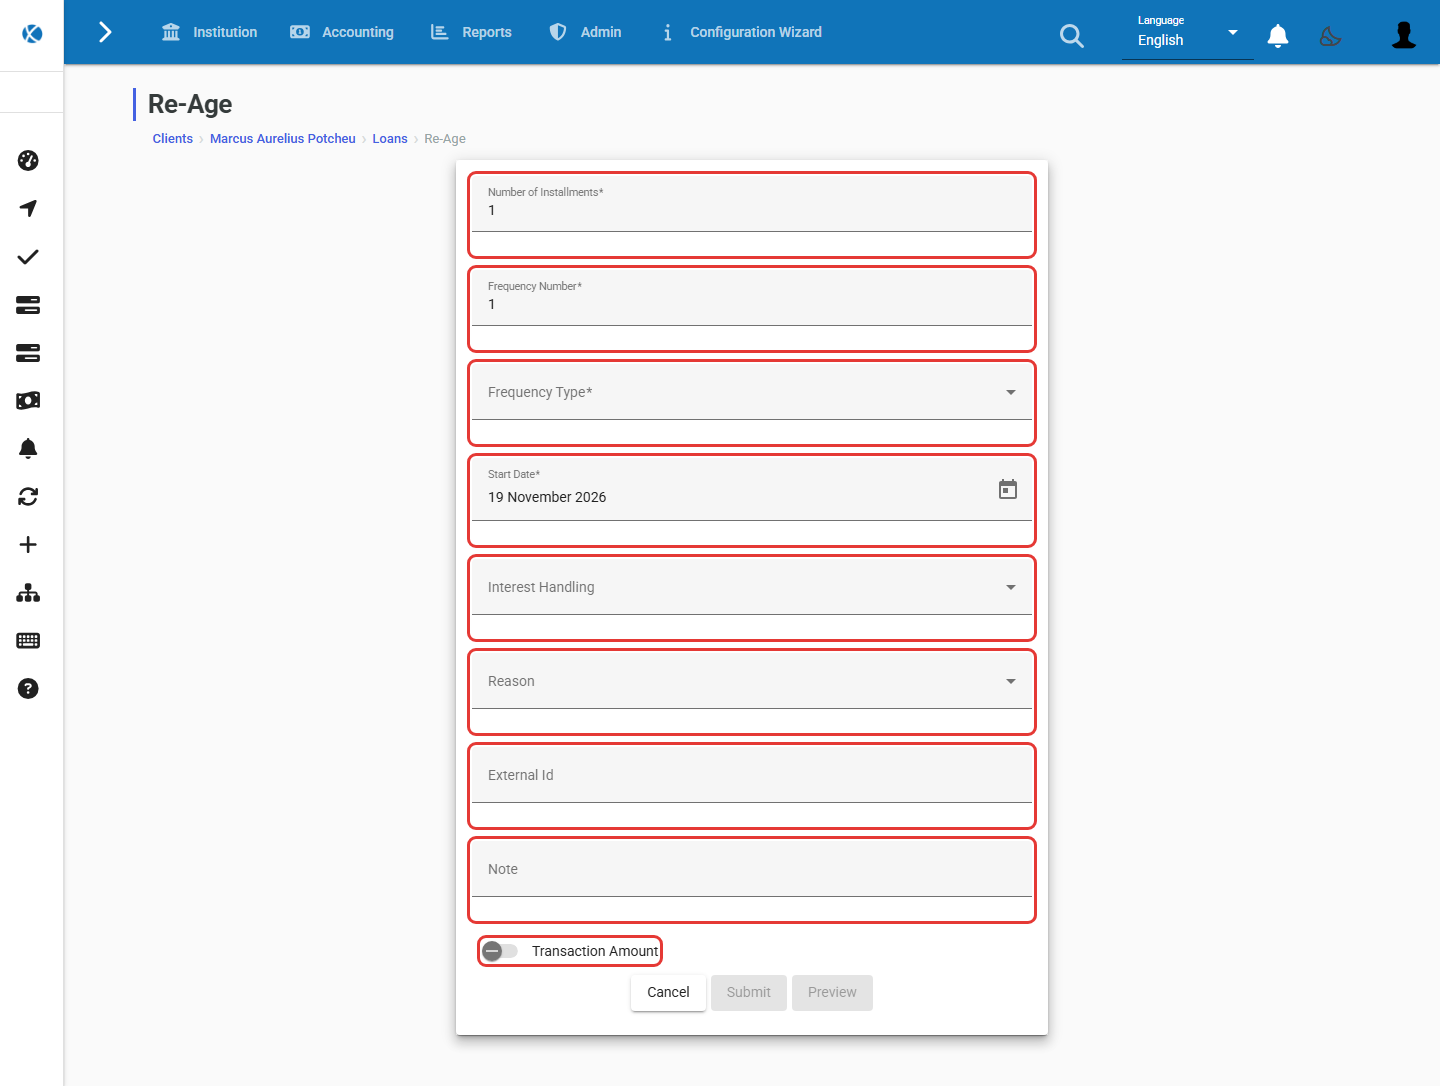 Institution
Accounting
Reports
Admin
Configuration Wizard
Language
English
Re-Age
Clients › Marcus Aurelius Potcheu › Loans › Re-Age
Number of Installments*
1
Frequency Number*
1
Frequency Type*
Start Date*
19 November 2026
Interest Handling
Reason
External Id
Note
Transaction Amount
Cancel
Submit
Preview